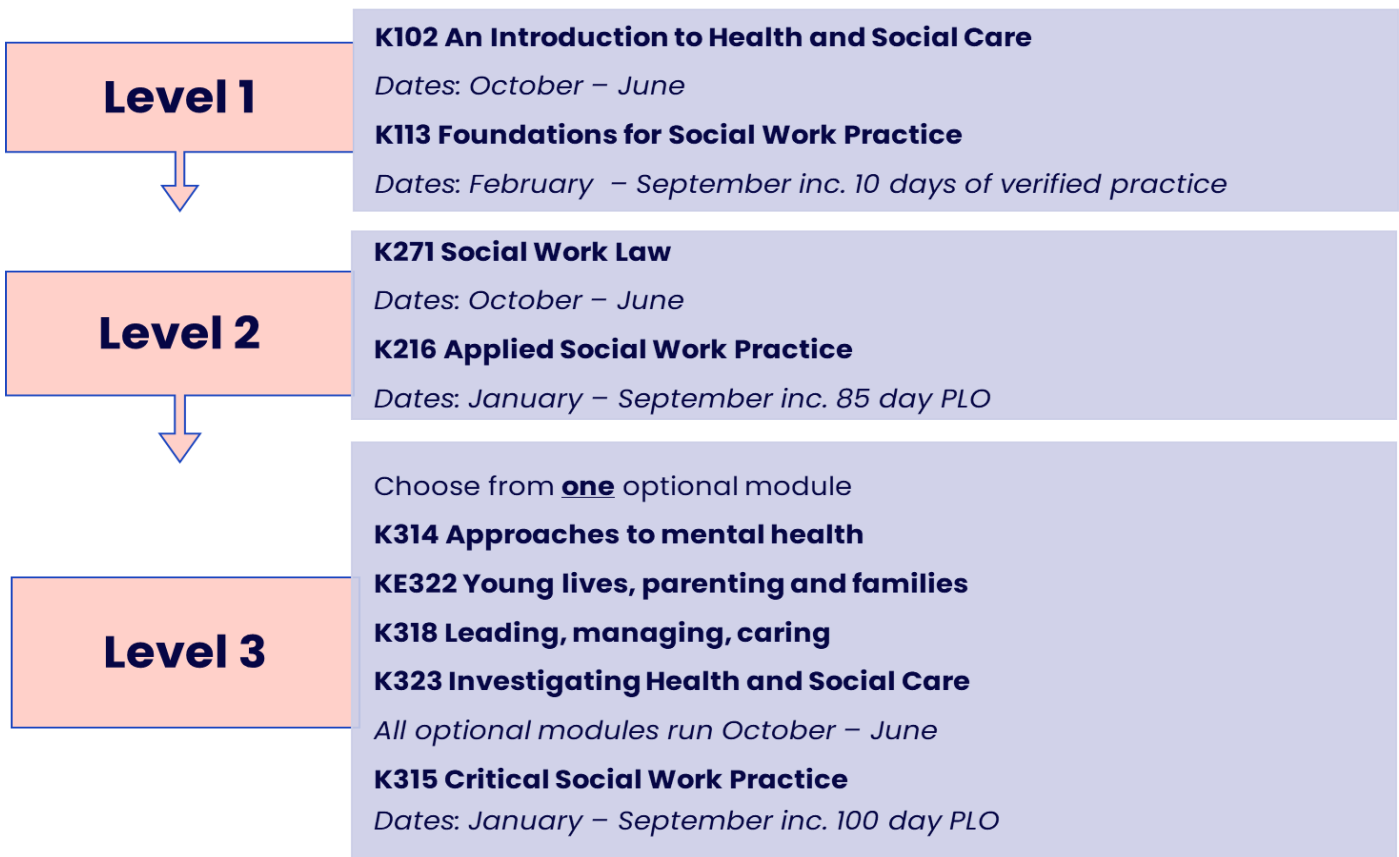 Level 1
K102 An Introduction to Health and Social Care
Dates: October – June
K113 Foundations for Social Work Practice
Dates: February – September inc. 10 days of verified practice
Level 2
K271 Social Work Law
Dates: October – June
K216 Applied Social Work Practice
Dates: January – September inc. 85 day PLO
Level 3
Choose from one optional module
K314 Approaches to mental health
KE322 Young lives, parenting and families
K318 Leading, managing, caring
K323 Investigating Health and Social Care
All optional modules run October – June
K315 Critical Social Work Practice
Dates: January – September inc. 100 day PLO